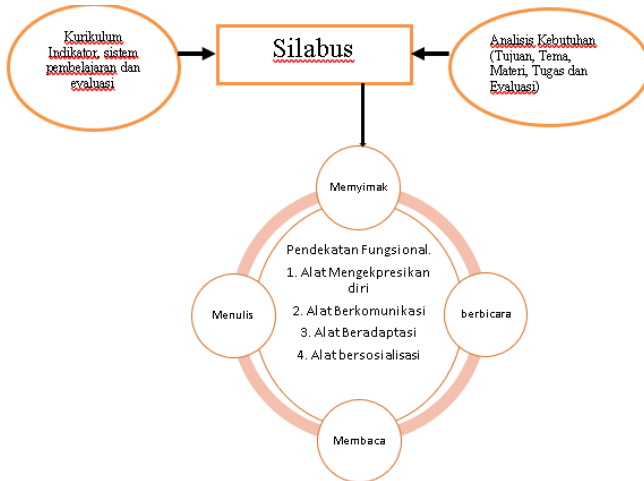 Kurikulum
Indikator, sistem
pembelajaran dan
evaluasi
Silabus
Analisis Kebutuhan
(Tujuan, Tema,
Materi, Tugas dan
Evaluasi)
Memyimak
Pendekatan Fungsional.
1. Alat Mengekpresikan
diri
2. Alat Berkomunikasi
3. Alat Beradaptasi
4. Alat bersosialisasi
Menulis
berbicara
Membaca